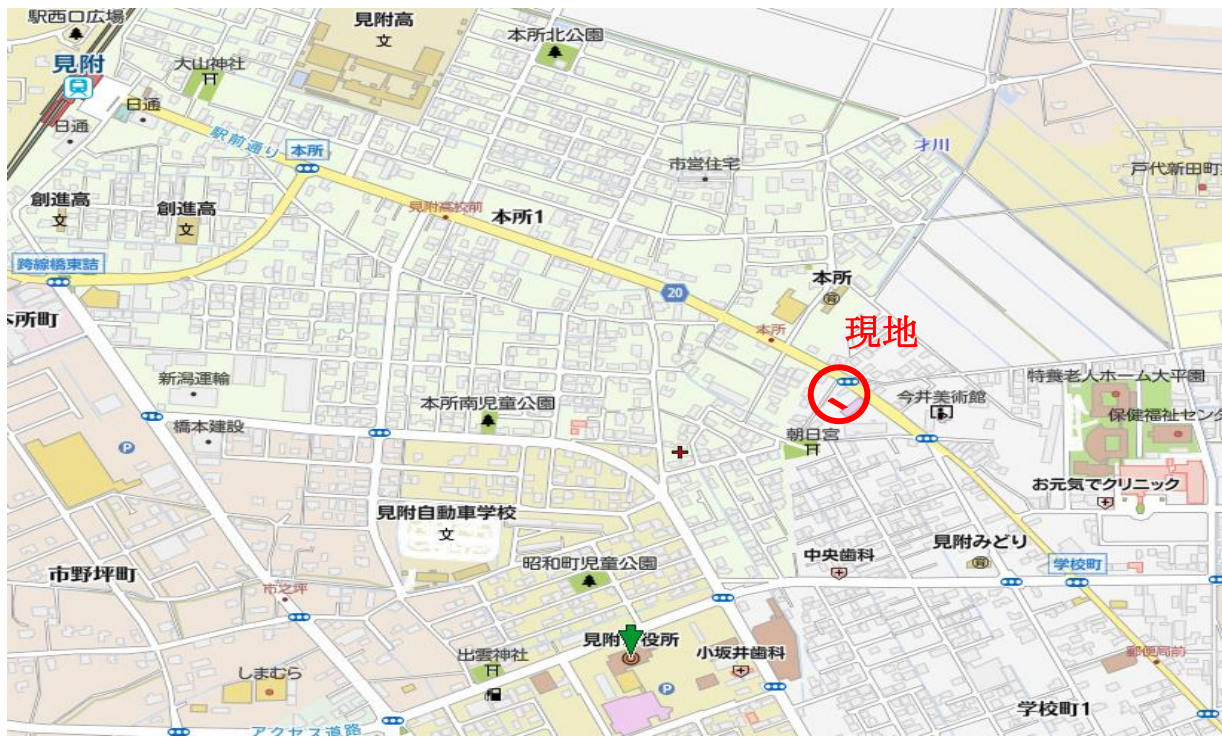 駅西口広場
見附高
文
本所北公園
見附
大山神社
日通
日通
駅前通り
本所
才川
市営住宅
戸代新田町
創進高
文
創進高
文
見附高校前
本所1
跨線橋東詰
20
本所
本所
現地
本所町
新潟運輸
本所南児童公園
今井美術館
特養老人ホーム大平園
保健福祉セン
橋本建設
朝日宮
お元気でクリニック
見附自動車学校
文
中央歯科
見附みどり
学校町
昭和町児童公園
市野坪町
市之坪
見附
役所
小坂井歯科
出雲神社
郵便局前
しまむら
学校町1
アクセス道路
P
P